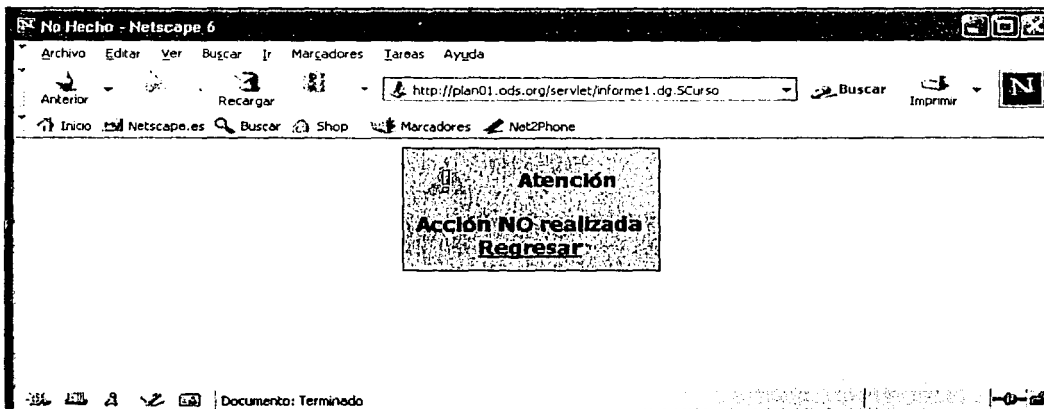 No Hecho - Netscape 6
Archivo Editar Ver Buscar Ir Marcadores Tareas Ayuda
Anterior Recargar http://plan01.ods.org/servlet/informe1.dg.SCurso Buscar Imprimir N
Inicio Netscape.es Buscar Shop Marcadores Net2Phone
Atención
Acción NO realizada
Regresar
Documento: Terminado